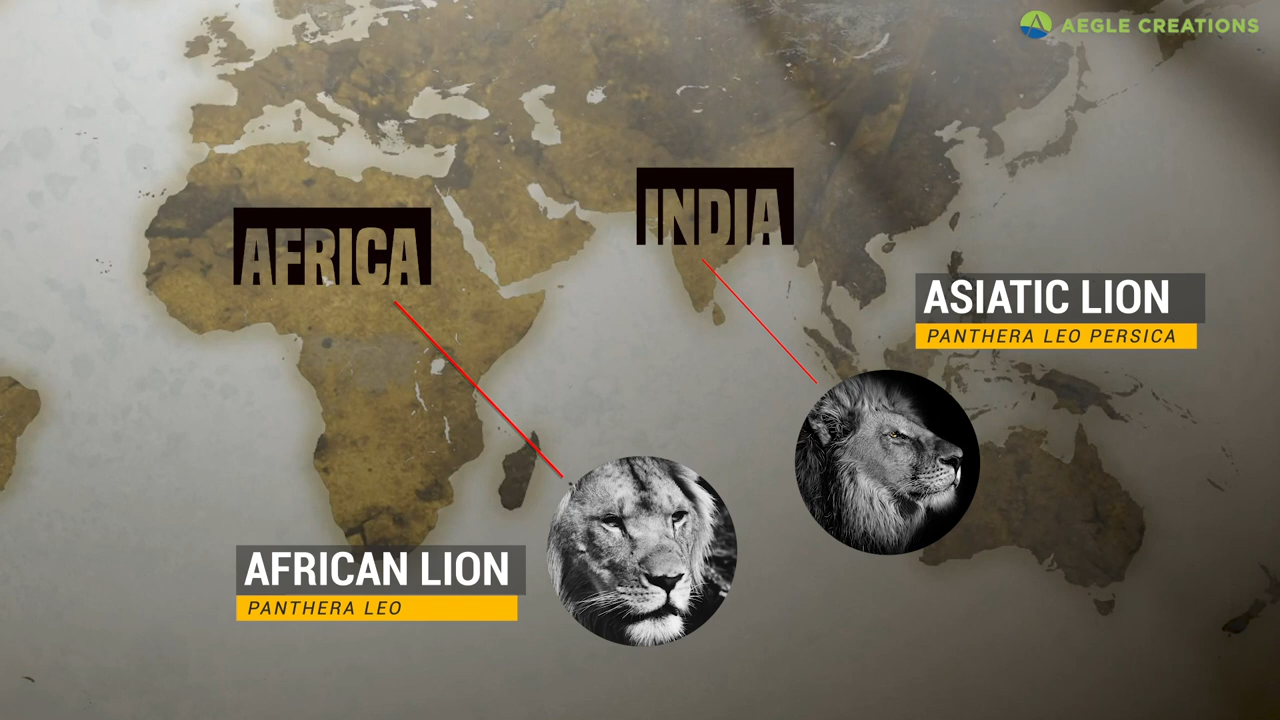 AEGLE CREATIONS
INDIA
AFRICA
ASIATIC LION
PANTHERA LEO PERSICA
AFRICAN LION
PANTHERA LEO